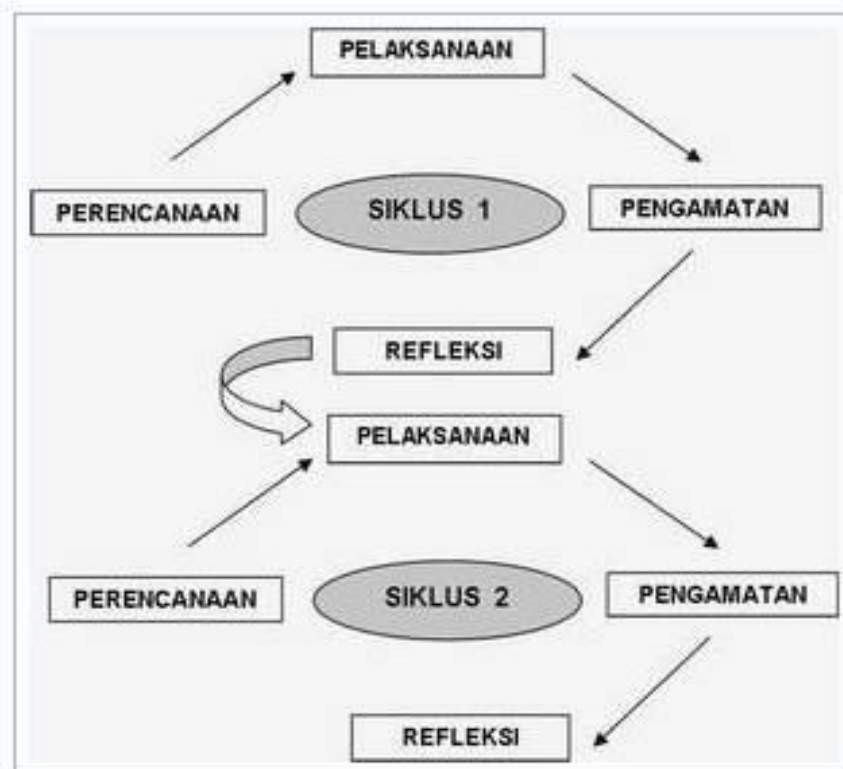 PELAKSANAAN
PERENCANAAN
SIKLUS 1
PENGAMATAN
REFLEKSI
PELAKSANAAN
PERENCANAAN
SIKLUS 2
PENGAMATAN
REFLEKSI